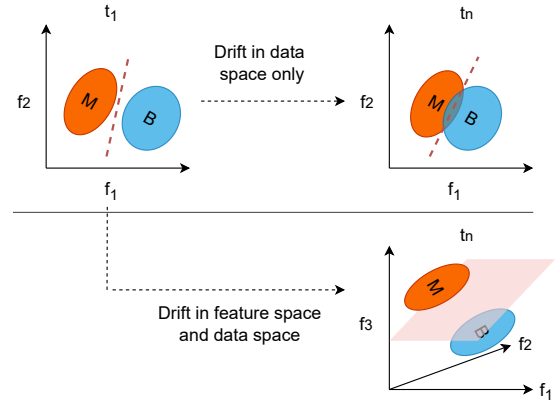 t1
f2
M
B
f1
Drift in data
space only
tn
f2
M
B
f1
Drift in feature space
and data space
tn
f3
M
B
f2
f1